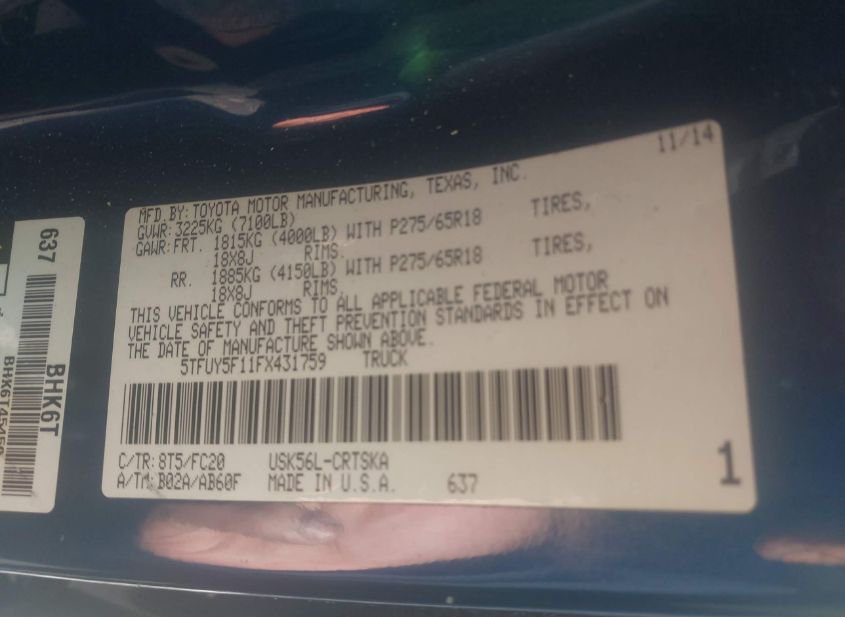 11/14
MFD. BY: TOYOTA MOTOR MANUFACTURING, TEXAS, INC.
GVWR: 3225KG (7100LB)
GAWR: FRT. 1815KG (4000LB) WITH P275/65R18 TIRES,
18X8J RIMS.
RR. 1885KG (4150LB) WITH P275/65R18 TIRES,
18X8J RIMS.
THIS VEHICLE CONFORMS TO ALL APPLICABLE FEDERAL MOTOR
VEHICLE SAFETY AND THEFT PREVENTION STANDARDS IN EFFECT ON
THE DATE OF MANUFACTURE SHOWN ABOVE.
5TFUY5F11FX431759 TRUCK
C/TR: 8T5/FC20 USK56L-CRTSKA
A/TM: B02A/AB60F MADE IN U.S.A. 637
1
637
BHK6T